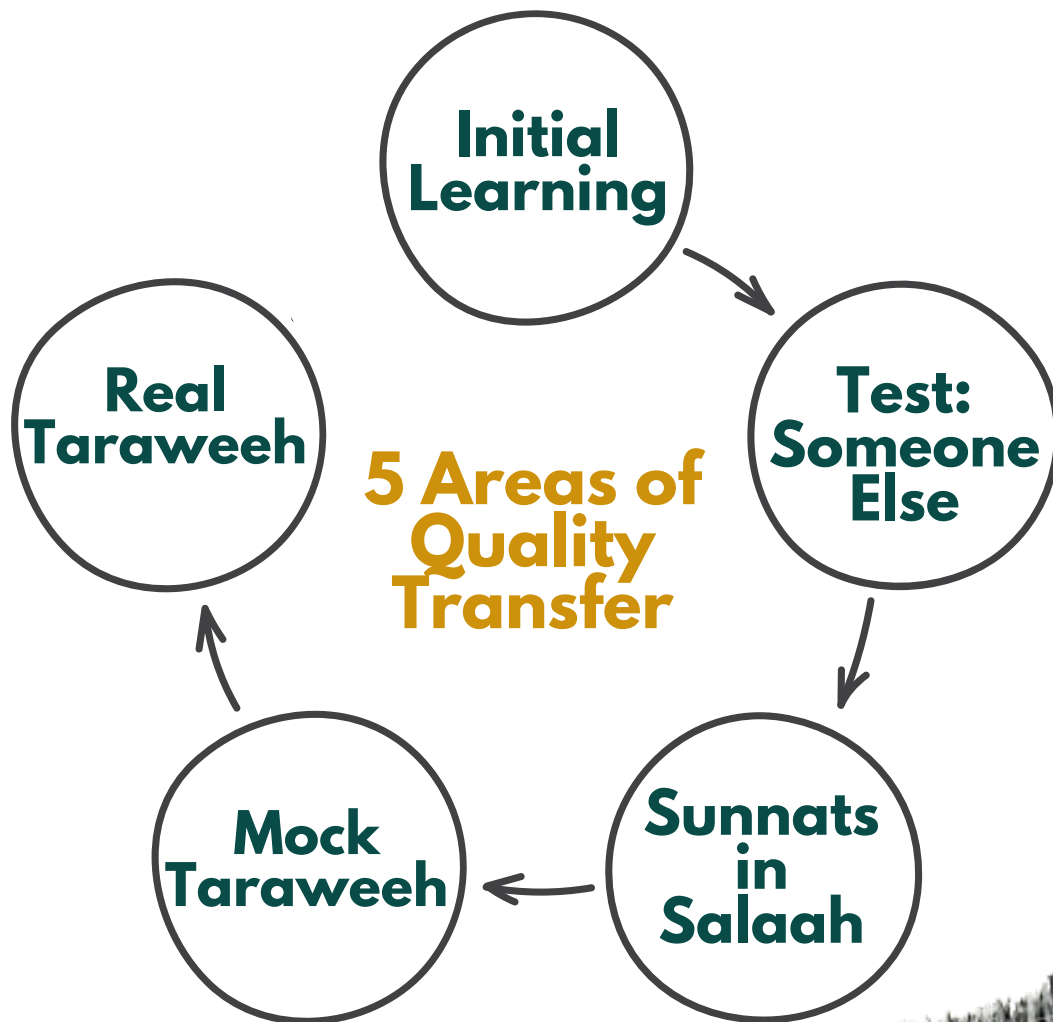 Initial
Learning
Test:
Someone
Else
Sunnats
in
Salaah
Mock
Taraweeh
Real
Taraweeh
5 Areas of
Quality
Transfer